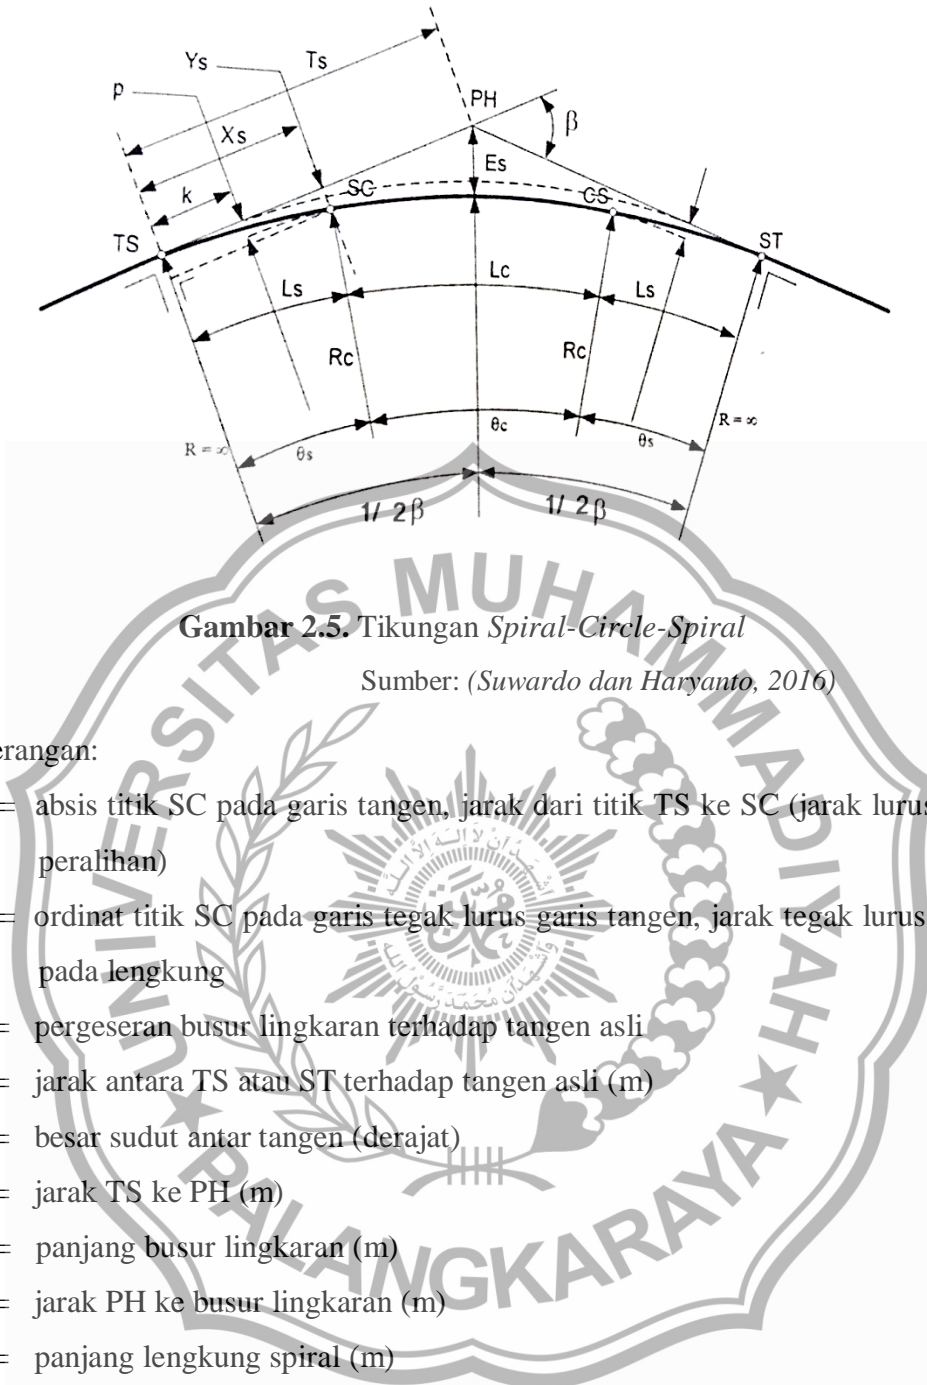 Ys
Ts
p
Xs
PH
β
k
Es
SC
CS
TS
ST
Ls
Lc
Ls
Rc
Rc
R = ∞
θs
θc
θs
R = ∞
1/ 2β
1/ 2β
Gambar 2.5. Tikungan Spiral-Circle-Spiral
Sumber: (Suwardo dan Haryanto, 2016)
erangan:
= absis titik SC pada garis tangen, jarak dari titik TS ke SC (jarak lurus
peralihan)
= ordinat titik SC pada garis tegak lurus garis tangen, jarak tegak lurus
pada lengkung
= pergeseran busur lingkaran terhadap tangen asli
= jarak antara TS atau ST terhadap tangen asli (m)
= besar sudut antar tangen (derajat)
= jarak TS ke PH (m)
= panjang busur lingkaran (m)
= jarak PH ke busur lingkaran (m)
= panjang lengkung spiral (m)
UNIVERSITAS MUHAMMADIYAH
PALANGKARAYA